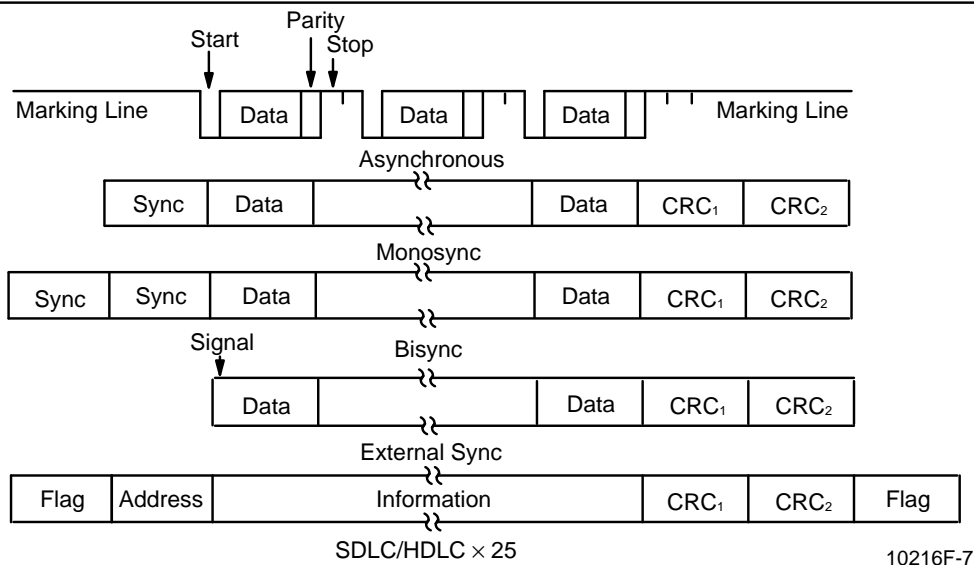 Start
Parity
Stop
Marking Line
Data
Data
Data
Marking Line
Asynchronous
Sync Data Data CRC₁ CRC₂
Monosync
Sync Sync Data Data CRC₁ CRC₂
Signal
Bisync
Data Data CRC₁ CRC₂
External Sync
Flag Address Information CRC₁ CRC₂ Flag
SDLC/HDLC × 25
10216F-7